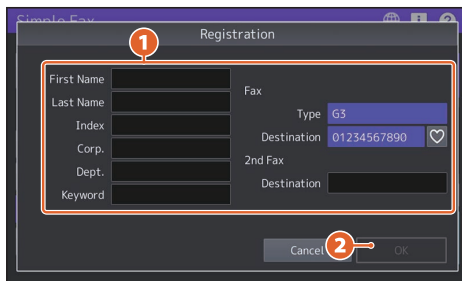 Simple Fax
Registration
1
First Name
Last Name
Index
Corp.
Dept.
Keyword
Fax
Type G3
Destination 01234567890
2nd Fax
Destination
Cancel
2
OK